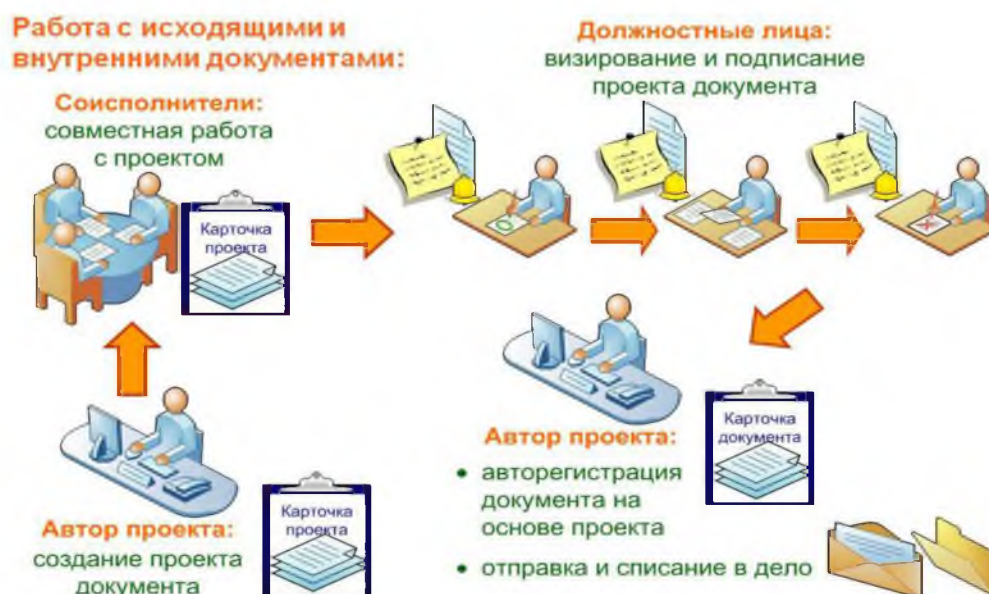 Работа с исходящими и
внутренними документами:
Соисполнители:
совместная работа
с проектом
Карточка
проекта
Должностные лица:
визирование и подписание
проекта документа
Автор проекта:
создание проекта
документа
Карточка
проекта
Автор проекта:
• авторегистрация
документа на
основе проекта
• отправка и списание в дело
Карточка
документа